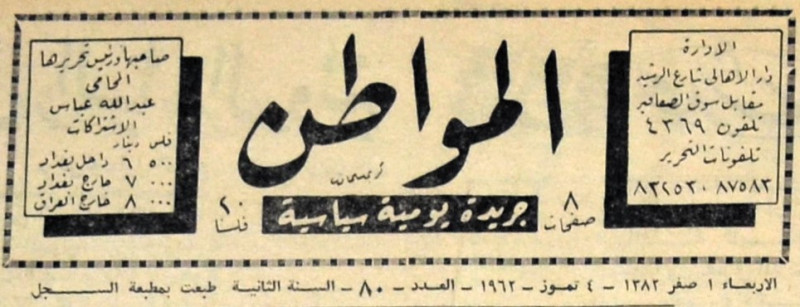 الادارة
دار الاهالي شارع الرشيد
مقابل سوق الصفافير
تلفون ٤٣٦٩
تلفونات التحرير
٨٧٥٨٢ ٨٣٢٥٣٠
المواطن
٨ صفحات
جريدة يومية سياسية
٢٠ فلسا
صاحبها ورئيس تحريرها
المحامي
عبدالله عباس
الاشتراكات
فلس دينار
٥٠٠ ٦ داخل بغداد
٠٠٠ ٧ خارج بغداد
٠٠٠ ٨ خارج العراق
الاربعاء ١ صفر ١٣٨٢ – ٤ تموز – ١٩٦٢ – العدد – ٨٠ – السنة الثانية طبعت بمطبعة السجل